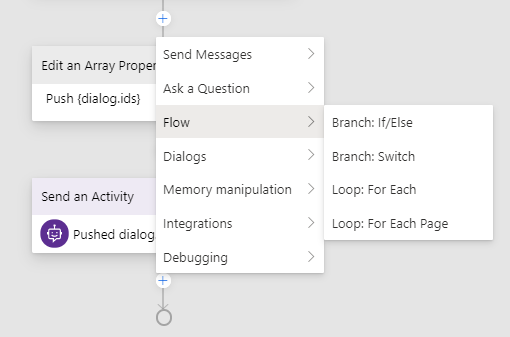 Edit an Array Proper
Push {dialog.ids}
Send an Activity
Pushed dialog.
Send Messages
Ask a Question
Flow
Dialogs
Memory manipulation
Integrations
Debugging
Branch: If/Else
Branch: Switch
Loop: For Each
Loop: For Each Page